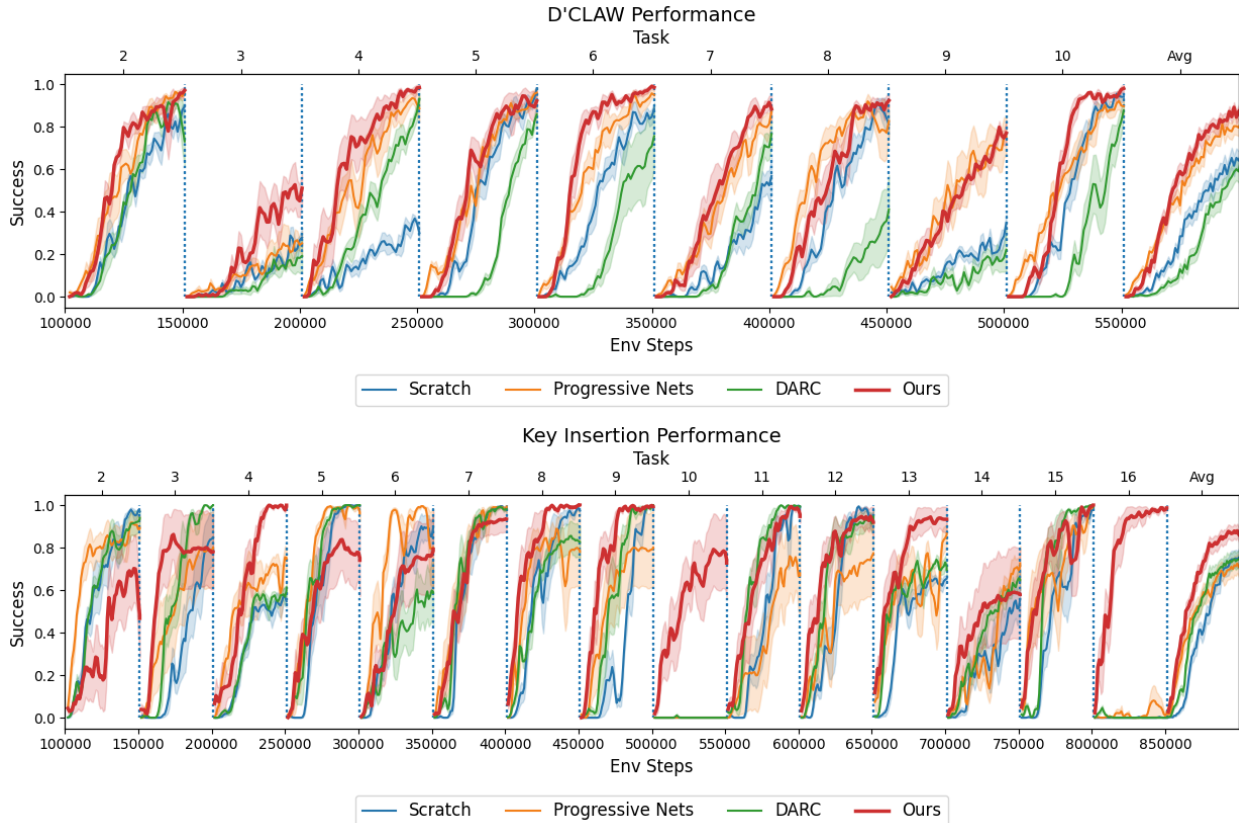 D'CLAW Performance
Task
2 3 4 5 6 7 8 9 10 Avg
1.0
0.8
0.6
0.4
0.2
0.0
Success
100000 150000 200000 250000 300000 350000 400000 450000 500000 550000
Env Steps
Scratch Progressive Nets DARC Ours
Key Insertion Performance
Task
2 3 4 5 6 7 8 9 10 11 12 13 14 15 16 Avg
1.0
0.8
0.6
0.4
0.2
0.0
Success
100000 150000 200000 250000 300000 350000 400000 450000 500000 550000 600000 650000 700000 750000 800000 850000
Env Steps
Scratch Progressive Nets DARC Ours